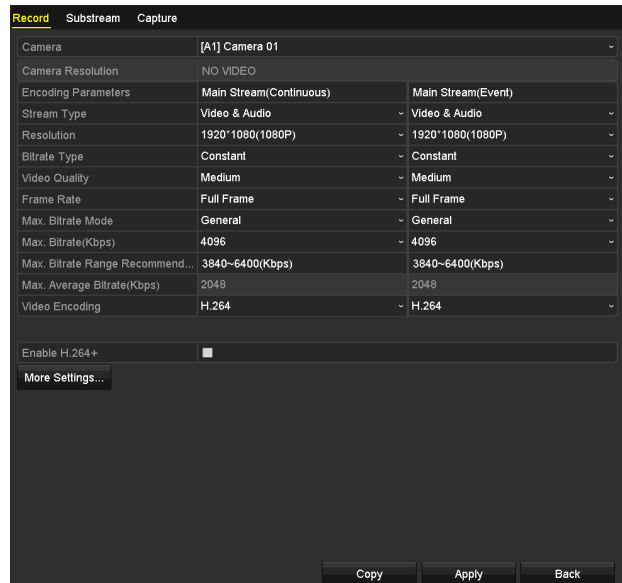 Record Substream Capture
Camera [A1] Camera 01
Camera Resolution NO VIDEO
Encoding Parameters Main Stream(Continuous) Main Stream(Event)
Stream Type Video & Audio Video & Audio
Resolution 1920*1080(1080P) 1920*1080(1080P)
Bitrate Type Constant Constant
Video Quality Medium Medium
Frame Rate Full Frame Full Frame
Max. Bitrate Mode General General
Max. Bitrate(Kbps) 4096 4096
Max. Bitrate Range Recommend... 3840~6400(Kbps) 3840~6400(Kbps)
Max. Average Bitrate(Kbps) 2048 2048
Video Encoding H.264 H.264
Enable H.264+
More Settings...
Copy Apply Back